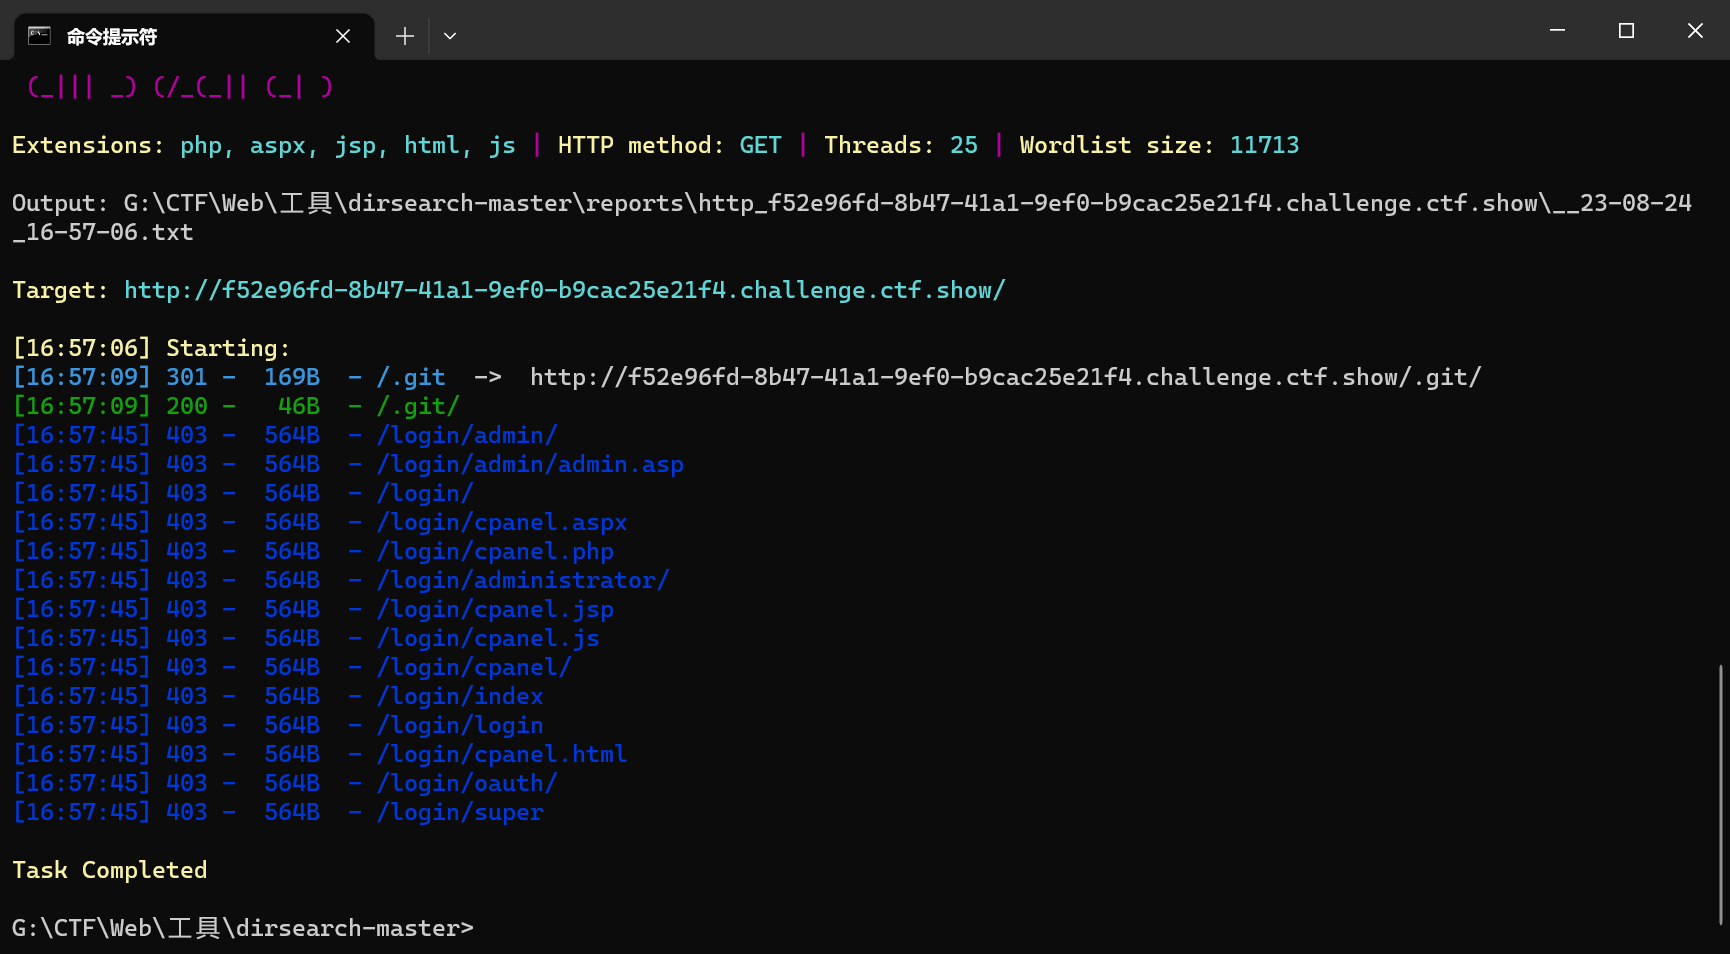 命令提示符
(_||| _) (/_(_|| (_| )
Extensions: php, aspx, jsp, html, js | HTTP method: GET | Threads: 25 | Wordlist size: 11713
Output: G:\CTF\Web\工具\dirsearch-master\reports\http_f52e96fd-8b47-41a1-9ef0-b9cac25e21f4.challenge.ctf.show\__23-08-24
_16-57-06.txt
Target: http://f52e96fd-8b47-41a1-9ef0-b9cac25e21f4.challenge.ctf.show/
[16:57:06] Starting:
[16:57:09] 301 -  169B  - /.git  ->  http://f52e96fd-8b47-41a1-9ef0-b9cac25e21f4.challenge.ctf.show/.git/
[16:57:09] 200 -   46B  - /.git/
[16:57:45] 403 -  564B  - /login/admin/
[16:57:45] 403 -  564B  - /login/admin/admin.asp
[16:57:45] 403 -  564B  - /login/
[16:57:45] 403 -  564B  - /login/cpanel.aspx
[16:57:45] 403 -  564B  - /login/cpanel.php
[16:57:45] 403 -  564B  - /login/administrator/
[16:57:45] 403 -  564B  - /login/cpanel.jsp
[16:57:45] 403 -  564B  - /login/cpanel.js
[16:57:45] 403 -  564B  - /login/cpanel/
[16:57:45] 403 -  564B  - /login/index
[16:57:45] 403 -  564B  - /login/login
[16:57:45] 403 -  564B  - /login/cpanel.html
[16:57:45] 403 -  564B  - /login/oauth/
[16:57:45] 403 -  564B  - /login/super
Task Completed
G:\CTF\Web\工具\dirsearch-master>